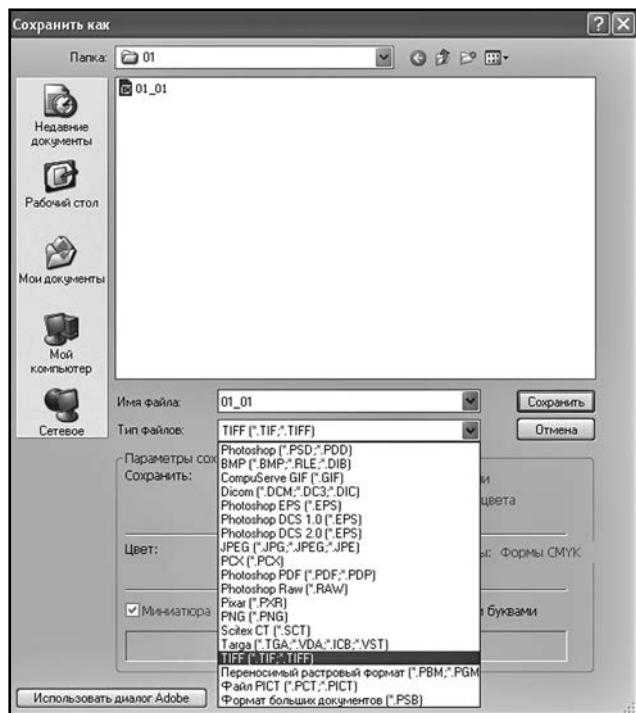 Сохранить как
Папка: 01
01_01
Недавние документы
Рабочий стол
Мои документы
Мой компьютер
Сетевое
Имя файла: 01_01 Сохранить
Тип файлов: TIFF (*.TIF;*.TIFF) Отмена
Photoshop (*.PSD;*.PDD)
BMP (*.BMP;*.RLE;*.DIB)
CompuServe GIF (*.GIF)
Dicom (*.DCM;*.DC3;*.DIC)
Photoshop EPS (*.EPS)
Photoshop DCS 1.0 (*.EPS)
Photoshop DCS 2.0 (*.EPS)
JPEG (*.JPG;*.JPEG;*.JPE)
PCX (*.PCX)
Photoshop PDF (*.PDF;*.PDP)
Photoshop Raw (*.RAW)
Pixar (*.PXR)
PNG (*.PNG)
Scitex CT (*.SCT)
Targa (*.TGA;*.VDA;*.ICB;*.VST)
TIFF (*.TIF;*.TIFF)
Переносимый растровый формат (*.PBM;*.PGM
Файл PICT (*.PCT;*.PICT)
Формат больших документов (*.PSB)
Параметры сох
Сохранить: и
цвета
Цвет: ы: Формы CMYK
Миниатюра и буквами
Использовать диалог Adobe